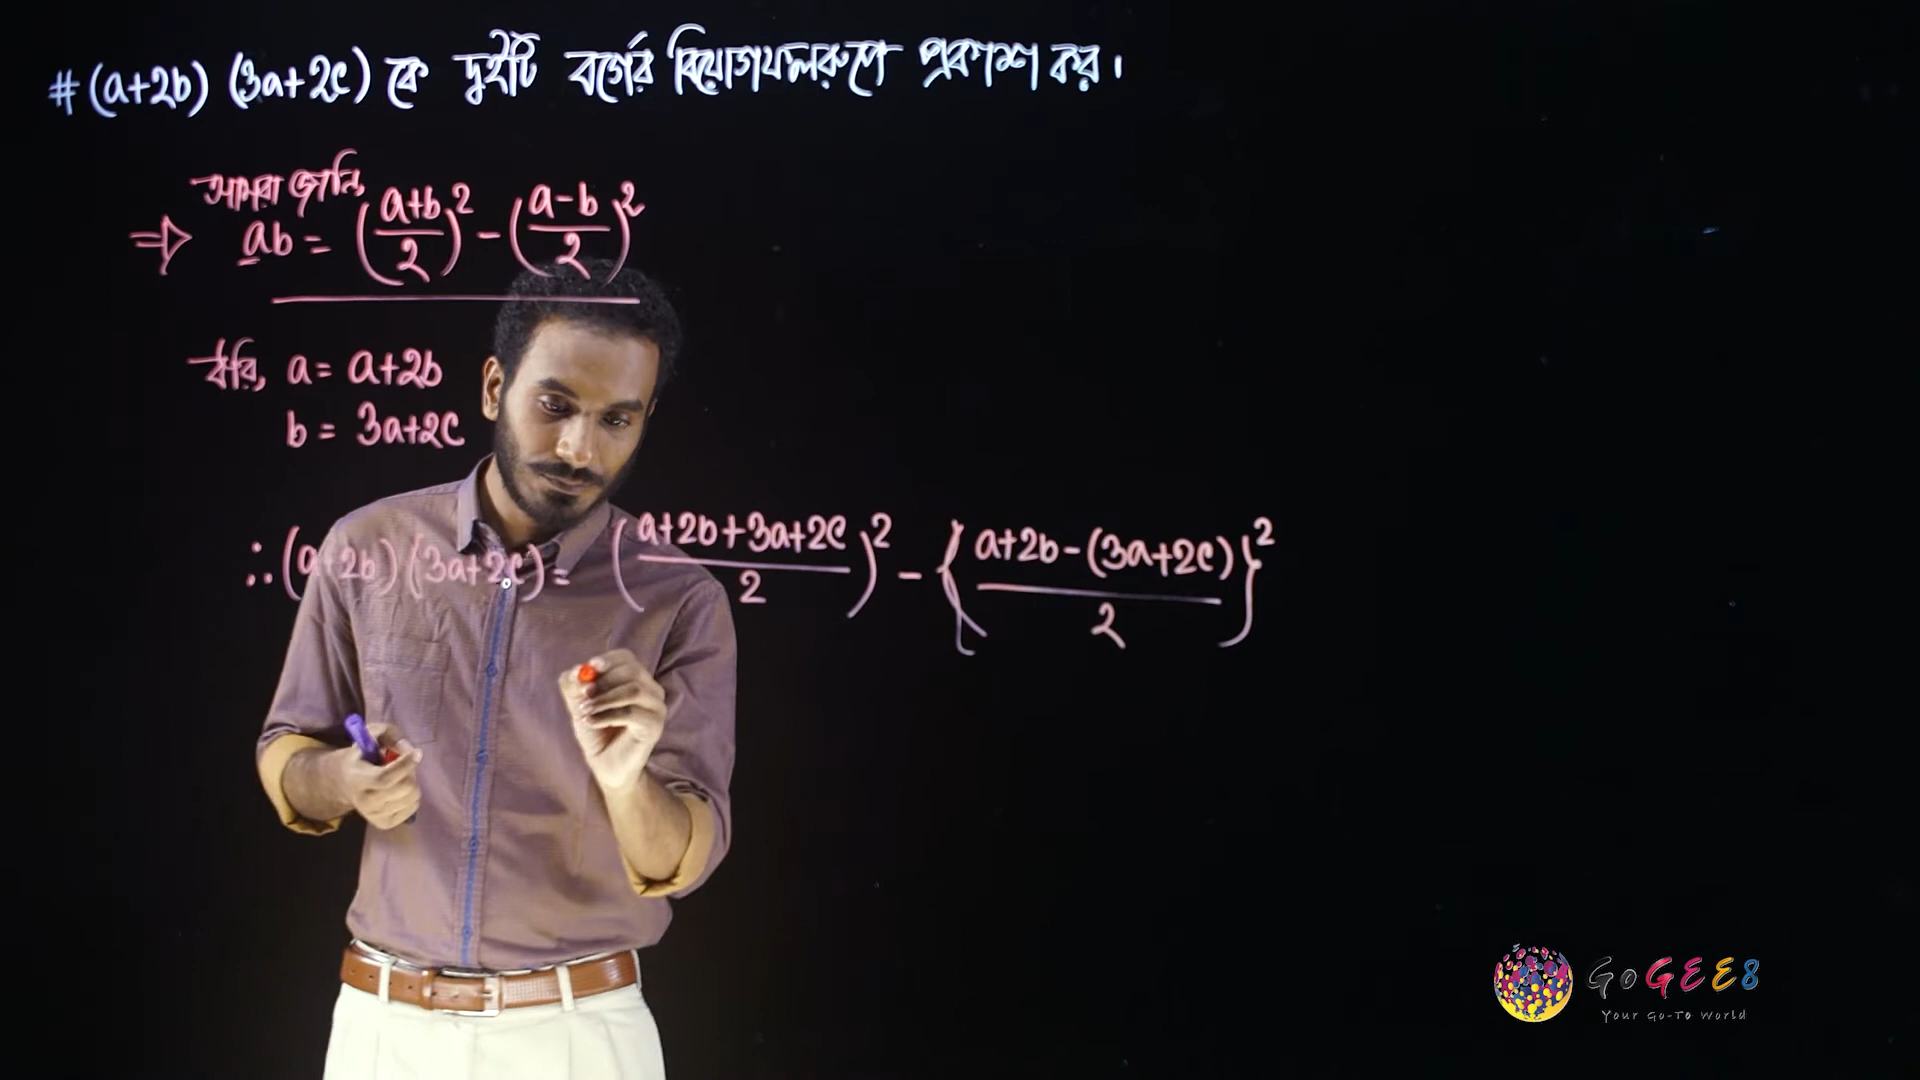 # (a+2b) (3a+2c) কে দুইটি বর্গের বিয়োগফলরুপে প্রকাশ কর।
আমরা জানি,
⇒ ab = ((a+b)/2)² - ((a-b)/2)²
ধরি, a = a+2b
b = 3a+2c
∴ (a+2b) (3a+2c) = ((a+2b+3a+2c)/2)² - {(a+2b-(3a+2c))/2}²
GoGEE8
Your Go-To World